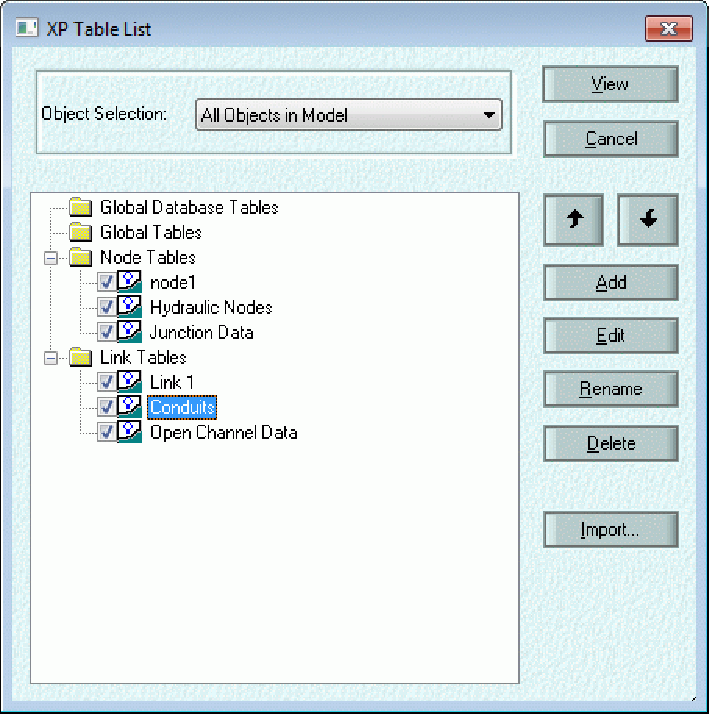 XP Table List
Object Selection: All Objects in Model
View
Cancel
Global Database Tables
Global Tables
Node Tables
node1
Hydraulic Nodes
Junction Data
Link Tables
Link 1
Conduits
Open Channel Data
Add
Edit
Rename
Delete
Import...